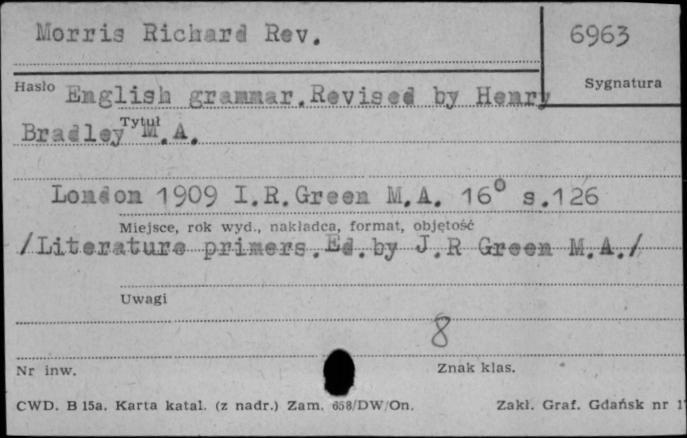 Morris Richard Rev.
6963
Hasło
Sygnatura
English grammar.Revised by Henry
Tytuł
Bradley M.A.
London 1909 I.R.Green M.A. 16° s.126
Miejsce, rok wyd., nakładca, format, objętość
/Literature primers.Ed.by J.R Green M.A./
Uwagi
8
Nr inw.
Znak klas.
CWD. B 15a. Karta katal. (z nadr.) Zam. 658/DW/On.
Zakł. Graf. Gdańsk nr